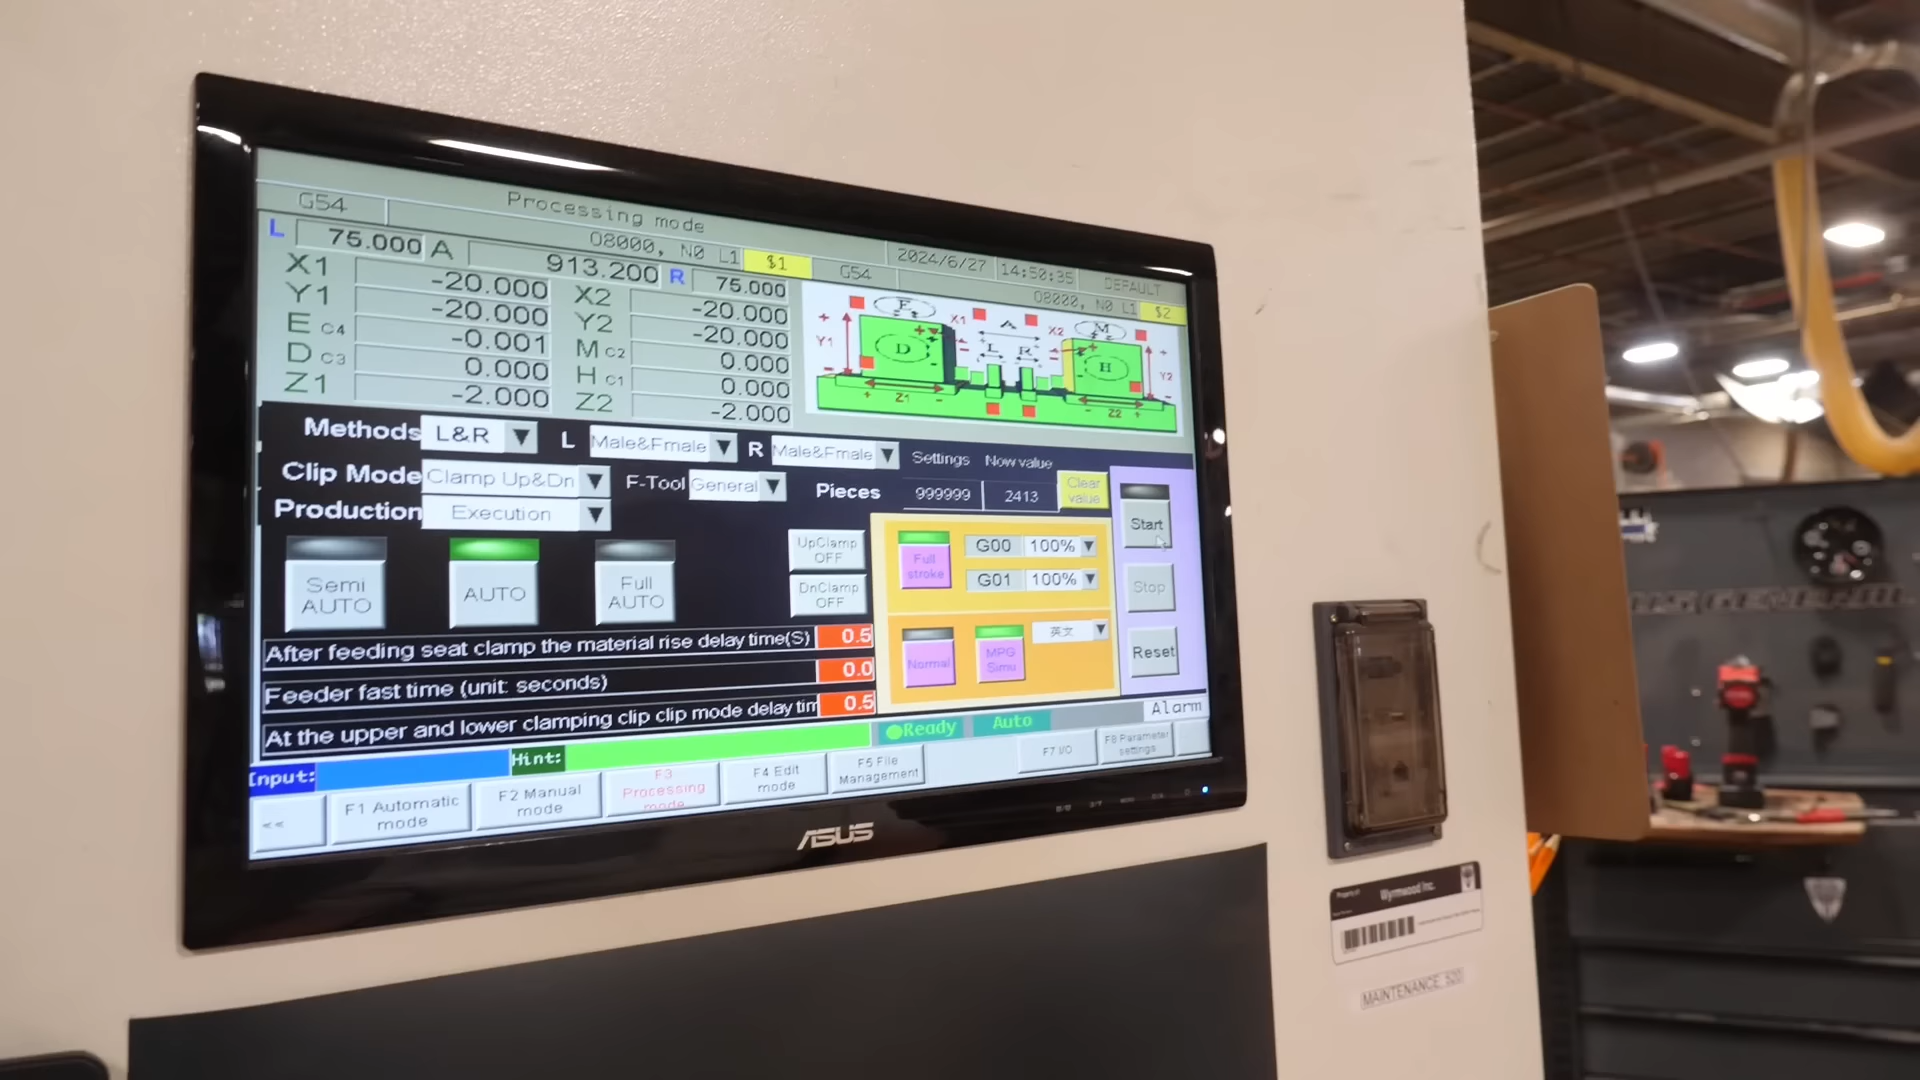 G54
Processing mode
O8000, N0 L1
$1
G54
2024/6/27
14:50:35
DEFAULT
O8000, N0 L1
$2
L
75.000
A
913.200
R
75.000
X1
-20.000
X2
-20.000
Y1
-20.000
Y2
-20.000
E C4
-0.001
M C2
0.000
D C3
0.000
H C1
0.000
Z1
-2.000
Z2
-2.000
F
M
X1
A
X2
Y1
D
L
R
H
Y2
Z1
Z2
Methods
L&R
L
Male&Fmale
R
Male&Fmale
Settings
Now value
Clip Mode
Clamp Up&Dn
F-Tool
General
Pieces
999999
2413
Clear value
Production
Execution
Semi AUTO
AUTO
Full AUTO
UpClamp OFF
DnClamp OFF
Full stroke
G00
100%
G01
100%
Normal
MPG Simu
英文
Start
Stop
Reset
After feeding seat clamp the material rise delay time(S)
0.5
Feeder fast time (unit: seconds)
0.0
At the upper and lower clamping clip clip mode delay tim
0.5
Ready
Auto
Alarm
Input:
Hint:
<<
F1 Automatic mode
F2 Manual mode
F3 Processing mode
F4 Edit mode
F5 File Management
F7 I/O
F8 Parameter settings
ASUS
Property of:
Wyrmwood Inc.
MAINTENANCE: 520
US GENERAL